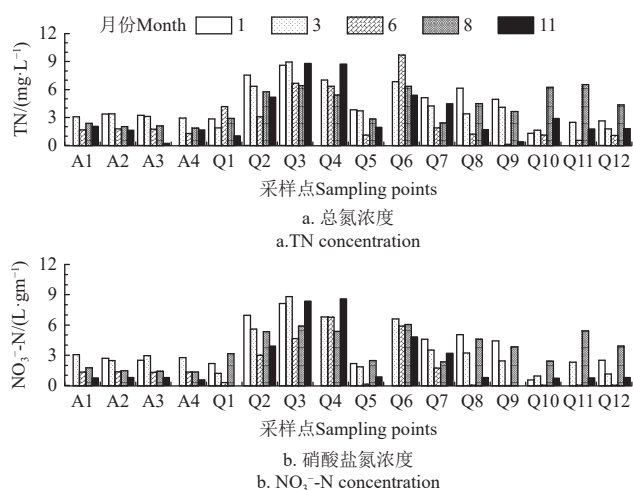 月份Month 1 3 6 8 11
TN/(mg·L⁻¹)
12
9
6
3
0
A1 A2 A3 A4 Q1 Q2 Q3 Q4 Q5 Q6 Q7 Q8 Q9 Q10 Q11 Q12
采样点Sampling points
a. 总氮浓度
a.TN concentration
NO₃⁻-N/(L·gm⁻¹)
12
9
6
3
0
A1 A2 A3 A4 Q1 Q2 Q3 Q4 Q5 Q6 Q7 Q8 Q9 Q10 Q11 Q12
采样点Sampling points
b. 硝酸盐氮浓度
b. NO₃⁻-N concentration